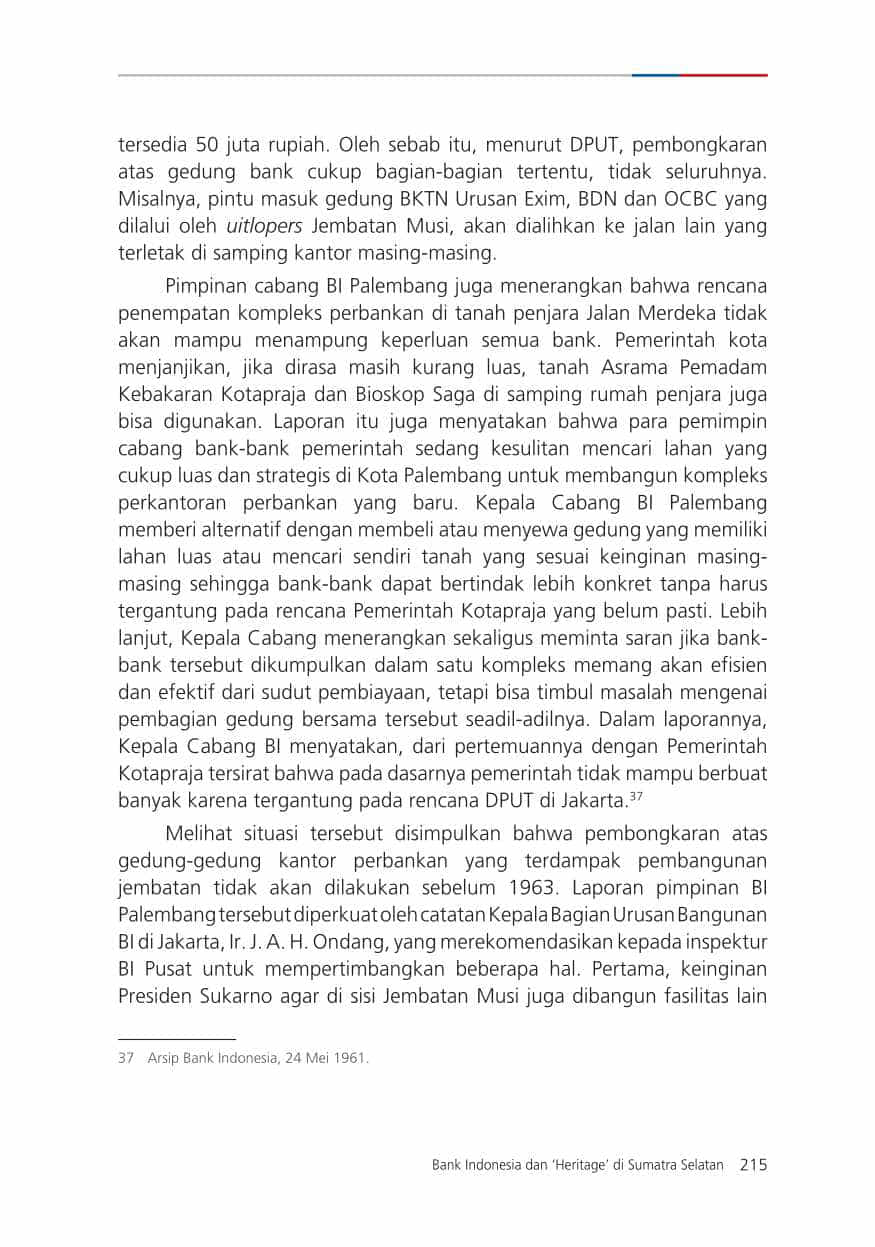 tersedia 50 juta rupiah. Oleh sebab itu, menurut DPUT, pembongkaran
atas gedung bank cukup bagian-bagian tertentu, tidak seluruhnya.
Misalnya, pintu masuk gedung BKTN Urusan Exim, BDN dan OCBC yang
dilalui oleh uitlopers Jembatan Musi, akan dialihkan ke jalan lain yang
terletak di samping kantor masing-masing.
Pimpinan cabang BI Palembang juga menerangkan bahwa rencana
penempatan kompleks perbankan di tanah penjara Jalan Merdeka tidak
akan mampu menampung keperluan semua bank. Pemerintah kota
menjanjikan, jika dirasa masih kurang luas, tanah Asrama Pemadam
Kebakaran Kotapraja dan Bioskop Saga di samping rumah penjara juga
bisa digunakan. Laporan itu juga menyatakan bahwa para pemimpin
cabang bank-bank pemerintah sedang kesulitan mencari lahan yang
cukup luas dan strategis di Kota Palembang untuk membangun kompleks
perkantoran perbankan yang baru. Kepala Cabang BI Palembang
memberi alternatif dengan membeli atau menyewa gedung yang memiliki
lahan luas atau mencari sendiri tanah yang sesuai keinginan masing-
masing sehingga bank-bank dapat bertindak lebih konkret tanpa harus
tergantung pada rencana Pemerintah Kotapraja yang belum pasti. Lebih
lanjut, Kepala Cabang menerangkan sekaligus meminta saran jika bank-
bank tersebut dikumpulkan dalam satu kompleks memang akan efisien
dan efektif dari sudut pembiayaan, tetapi bisa timbul masalah mengenai
pembagian gedung bersama tersebut seadil-adilnya. Dalam laporannya,
Kepala Cabang BI menyatakan, dari pertemuannya dengan Pemerintah
Kotapraja tersirat bahwa pada dasarnya pemerintah tidak mampu berbuat
banyak karena tergantung pada rencana DPUT di Jakarta.37
Melihat situasi tersebut disimpulkan bahwa pembongkaran atas
gedung-gedung kantor perbankan yang terdampak pembangunan
jembatan tidak akan dilakukan sebelum 1963. Laporan pimpinan BI
Palembang tersebut diperkuat oleh catatan Kepala Bagian Urusan Bangunan
BI di Jakarta, Ir. J. A. H. Ondang, yang merekomendasikan kepada inspektur
BI Pusat untuk mempertimbangkan beberapa hal. Pertama, keinginan
Presiden Sukarno agar di sisi Jembatan Musi juga dibangun fasilitas lain
37 Arsip Bank Indonesia, 24 Mei 1961.
Bank Indonesia dan ‘Heritage’ di Sumatra Selatan 215